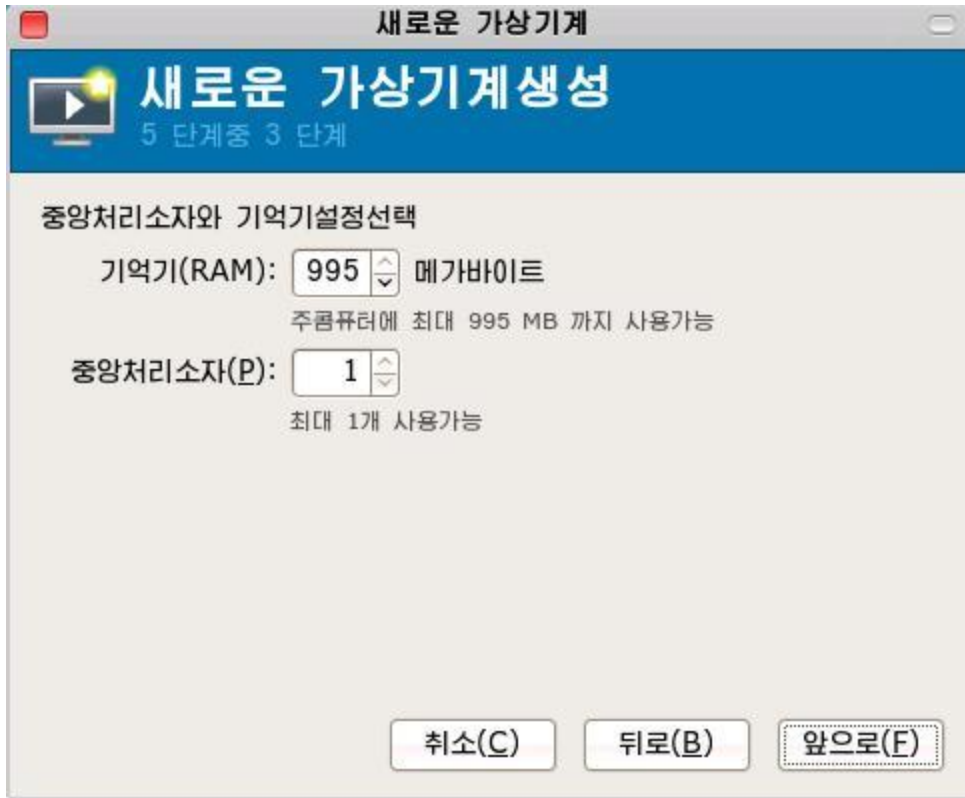 새로운 가상기계
새로운 가상기계생성
5 단계중 3 단계
중앙처리소자와 기억기설정선택
기억기(RAM): 995 메가바이트
주콤퓨터에 최대 995 MB 까지 사용가능
중앙처리소자(P): 1
최대 1개 사용가능
취소(C) 뒤로(B) 앞으로(F)